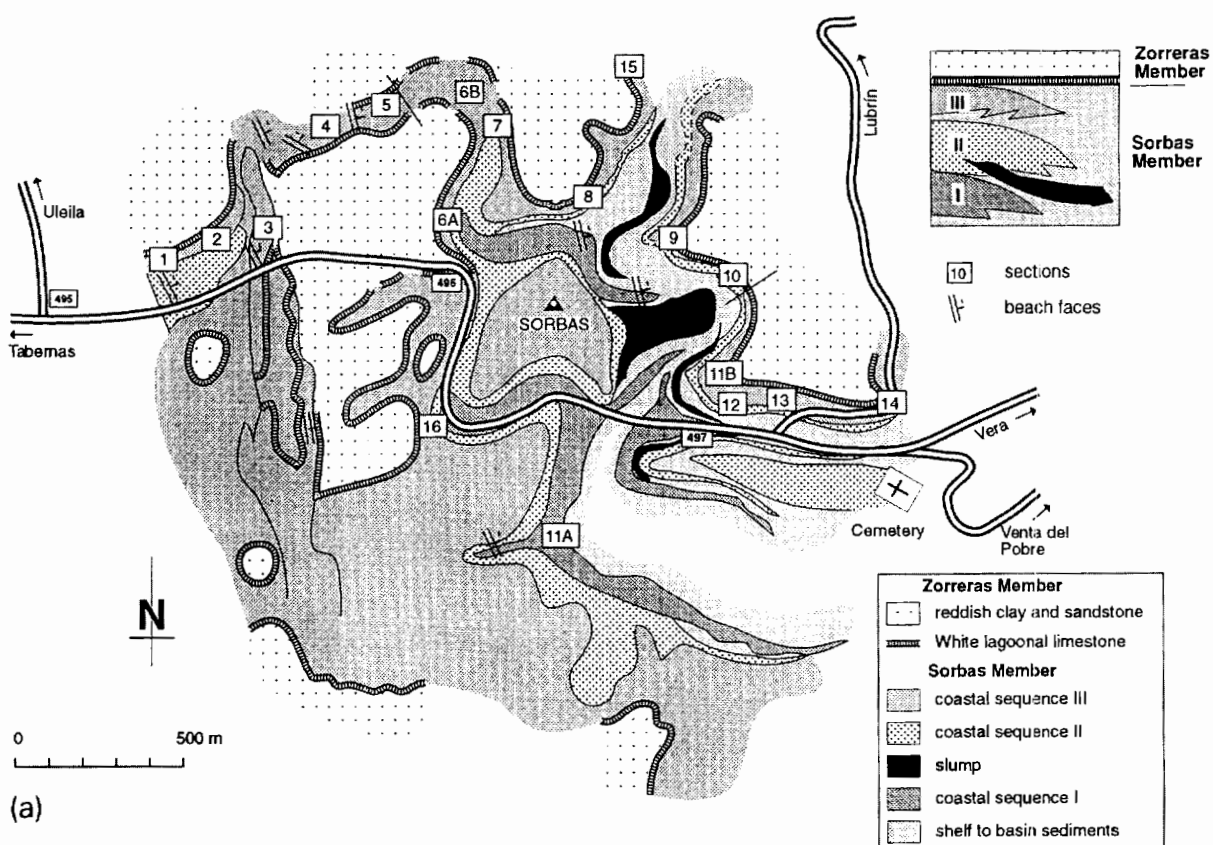 15
Zorreras
Member
6B
5
4
III
7
Lubrín
II
Sorbas
Member
I
Uleila
8
6A
2
3
9
1
10
10
sections
495
495
beach faces
SORBAS
Tabernas
11B
12
13
14
16
497
Vera
Cemetery
Venta del
Pobre
11A
N
Zorreras Member
reddish clay and sandstone
White lagoonal limestone
Sorbas Member
coastal sequence III
coastal sequence II
slump
coastal sequence I
shelf to basin sediments
0
500 m
(a)